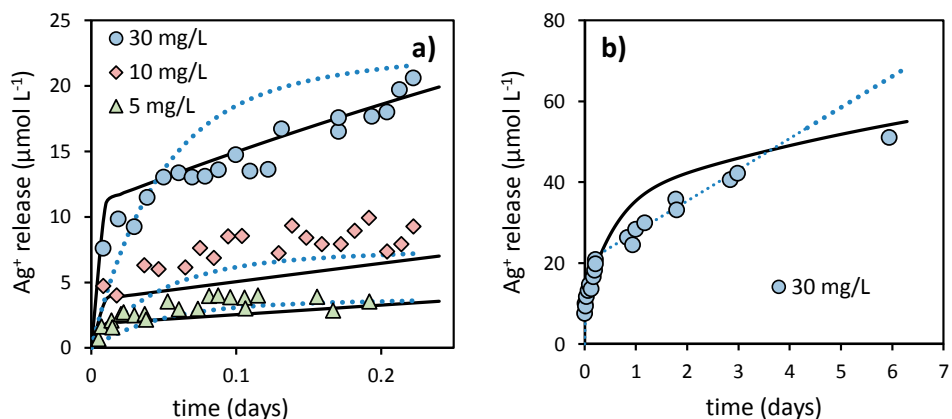 a)
30 mg/L
10 mg/L
5 mg/L
Ag⁺ release (µmol L⁻¹)
25
20
15
10
5
0
0
0.1
0.2
time (days)
b)
Ag⁺ release (µmol L⁻¹)
80
60
40
20
0
30 mg/L
0 1 2 3 4 5 6 7
time (days)